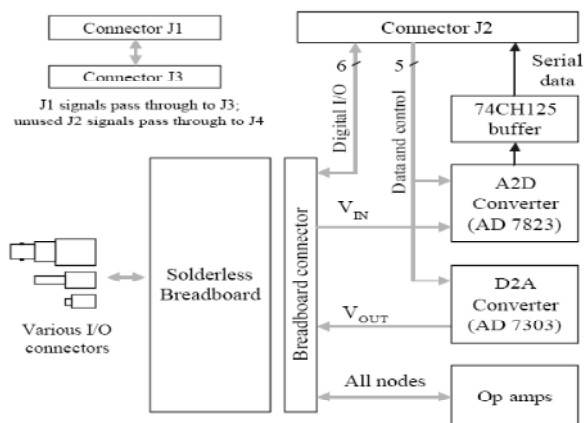 Connector J1
Connector J3
J1 signals pass through to J3;
unused J2 signals pass through to J4
Connector J2
6
5
Digital I/O
Data and control
Serial
data
74CH125
buffer
A2D
Converter
(AD 7823)
VIN
D2A
Converter
(AD 7303)
VOUT
Solderless
Breadboard
Breadboard connector
Various I/O
connectors
All nodes
Op amps